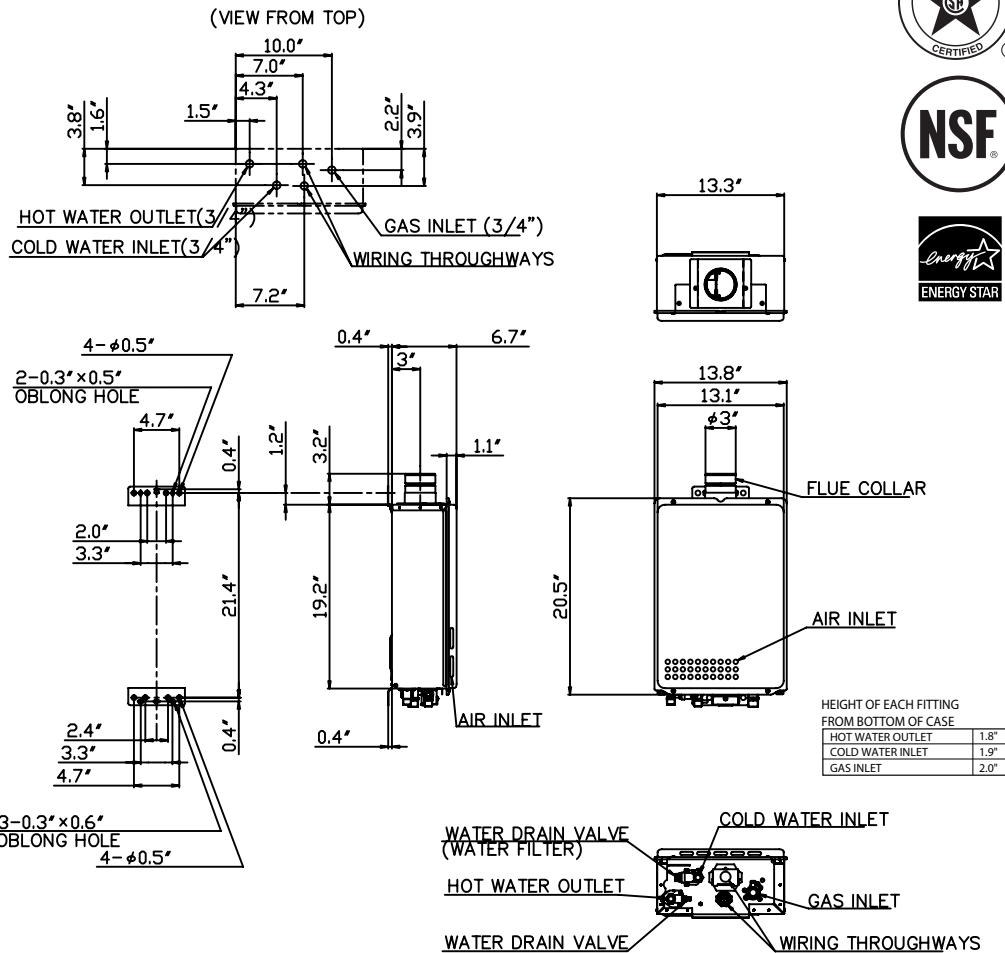 (VIEW FROM TOP)
10.0"
7.0"
4.3"
1.5"
3.8"
1.6"
2.2"
3.9"
HOT WATER OUTLET(3/4")
COLD WATER INLET(3/4")
GAS INLET (3/4")
WIRING THROUGHWAYS
7.2"
CERTIFIED
NSF®
energy
ENERGY STAR
13.3"
4-ø0.5"
2-0.3"×0.5"
OBLONG HOLE
4.7"
0.4"
2.0"
3.3"
21.4"
2.4"
3.3"
4.7"
0.4"
3-0.3"×0.6"
OBLONG HOLE
4-ø0.5"
0.4"
6.7"
3"
1.2"
3.2"
1.1"
19.2"
0.4"
AIR INLET
13.8"
13.1"
ø3"
FLUE COLLAR
20.5"
AIR INLET
HEIGHT OF EACH FITTING
FROM BOTTOM OF CASE
HOT WATER OUTLET 1.8"
COLD WATER INLET 1.9"
GAS INLET 2.0"
WATER DRAIN VALVE
(WATER FILTER)
COLD WATER INLET
HOT WATER OUTLET
GAS INLET
WATER DRAIN VALVE
WIRING THROUGHWAYS